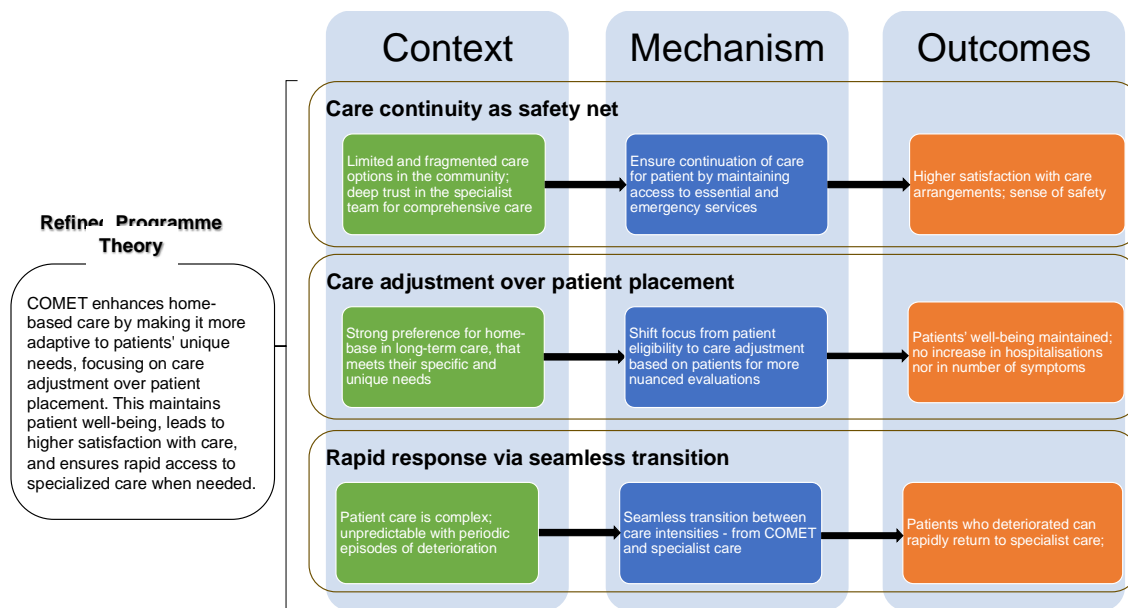 Context
Mechanism
Outcomes
Refined Programme
Theory
COMET enhances home-
based care by making it more
adaptive to patients' unique
needs, focusing on care
adjustment over patient
placement. This maintains
patient well-being, leads to
higher satisfaction with care,
and ensures rapid access to
specialized care when needed.
Care continuity as safety net
Limited and fragmented care
options in the community;
deep trust in the specialist
team for comprehensive care
Ensure continuation of care
for patient by maintaining
access to essential and
emergency services
Higher satisfaction with care
arrangements; sense of safety
Care adjustment over patient placement
Strong preference for home-
base in long-term care, that
meets their specific and
unique needs
Shift focus from patient
eligibility to care adjustment
based on patients for more
nuanced evaluations
Patients' well-being maintained;
no increase in hospitalisations
nor in number of symptoms
Rapid response via seamless transition
Patient care is complex;
unpredictable with periodic
episodes of deterioration
Seamless transition between
care intensities - from COMET
and specialist care
Patients who deteriorated can
rapidly return to specialist care;